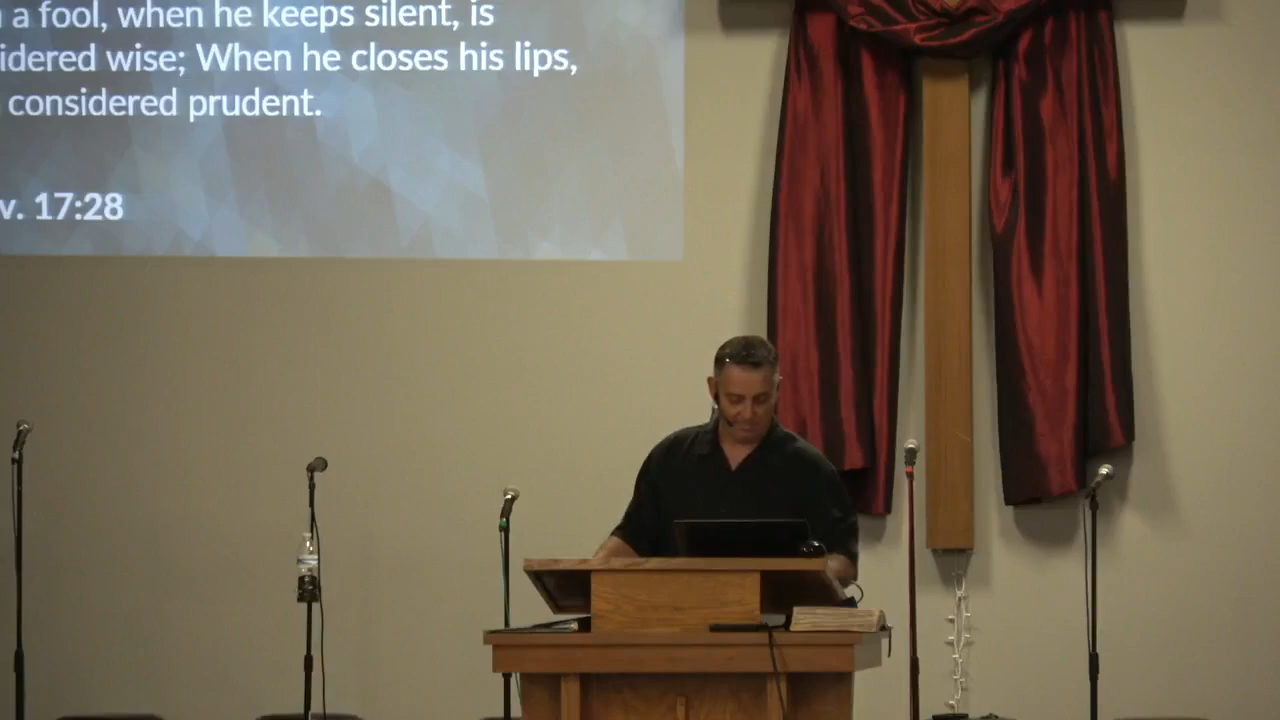 a fool, when he keeps silent, is
idered wise; When he closes his lips,
considered prudent.
v. 17:28